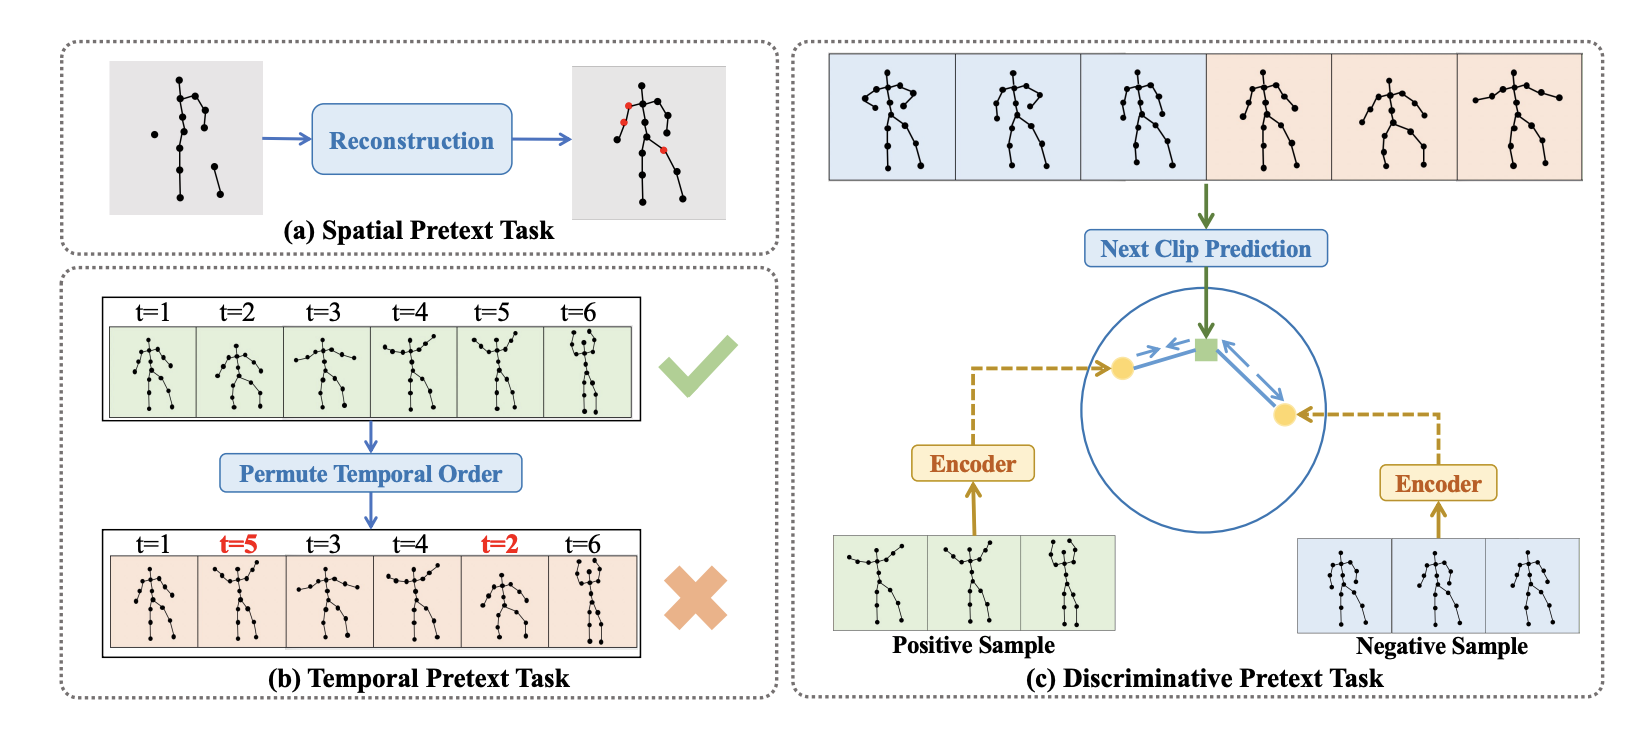 Reconstruction
(a) Spatial Pretext Task
t=1 t=2 t=3 t=4 t=5 t=6
Permute Temporal Order
t=1 t=5 t=3 t=4 t=2 t=6
(b) Temporal Pretext Task
Next Clip Prediction
Encoder
Encoder
Positive Sample
Negative Sample
(c) Discriminative Pretext Task